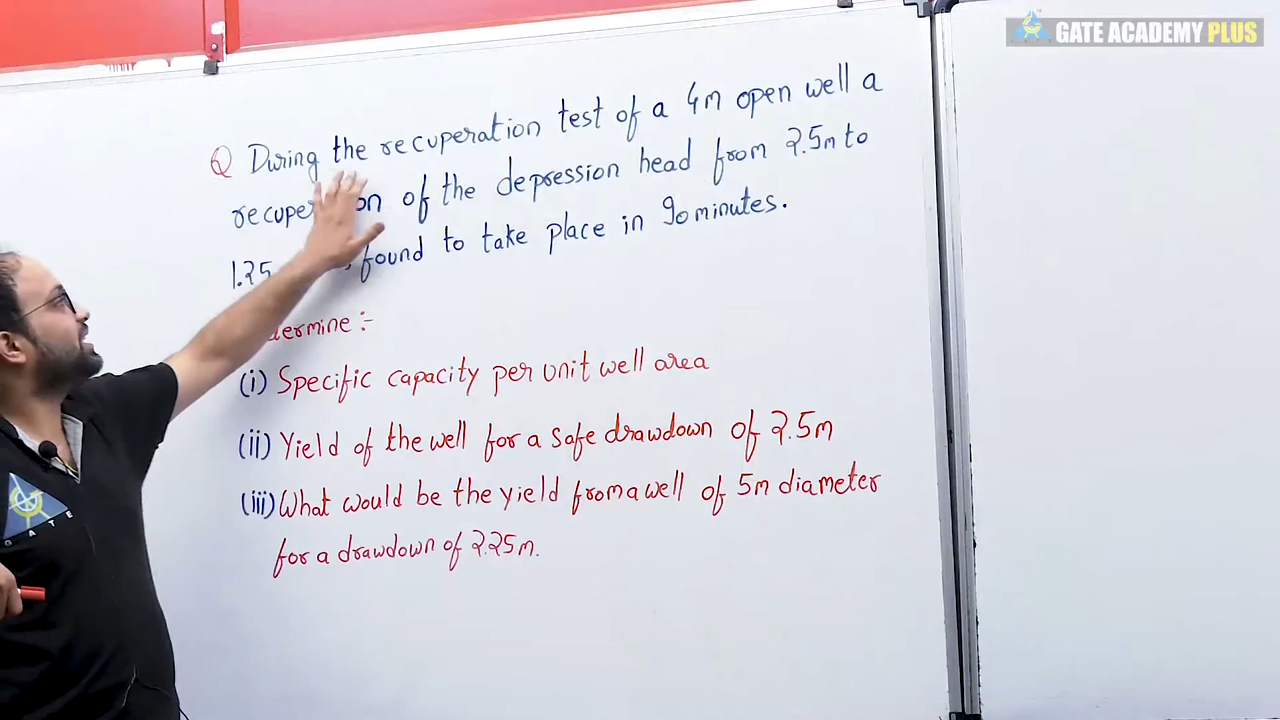 GATE ACADEMY PLUS
Q During the recuperation test of a 4m open well a
of the depression head from 2.5m to
1.25 found to take place in 90 minutes.
:-
(i) Specific capacity per unit well area
(ii) Yield of the well for a safe drawdown of 2.5m
(iii) What would be the yield from a well of 5m diameter
for a drawdown of 2.25m.
GATE